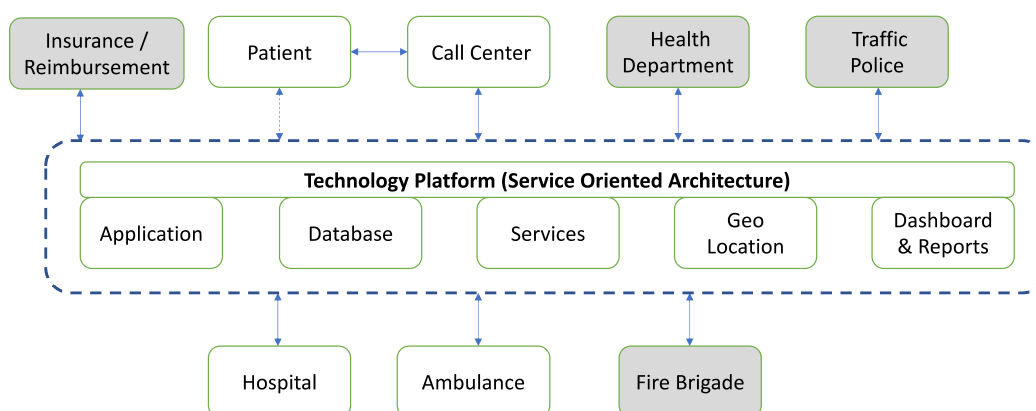 Insurance /
Reimbursement
Patient
Call Center
Health
Department
Traffic
Police
Technology Platform (Service Oriented Architecture)
Application
Database
Services
Geo
Location
Dashboard
& Reports
Hospital
Ambulance
Fire Brigade